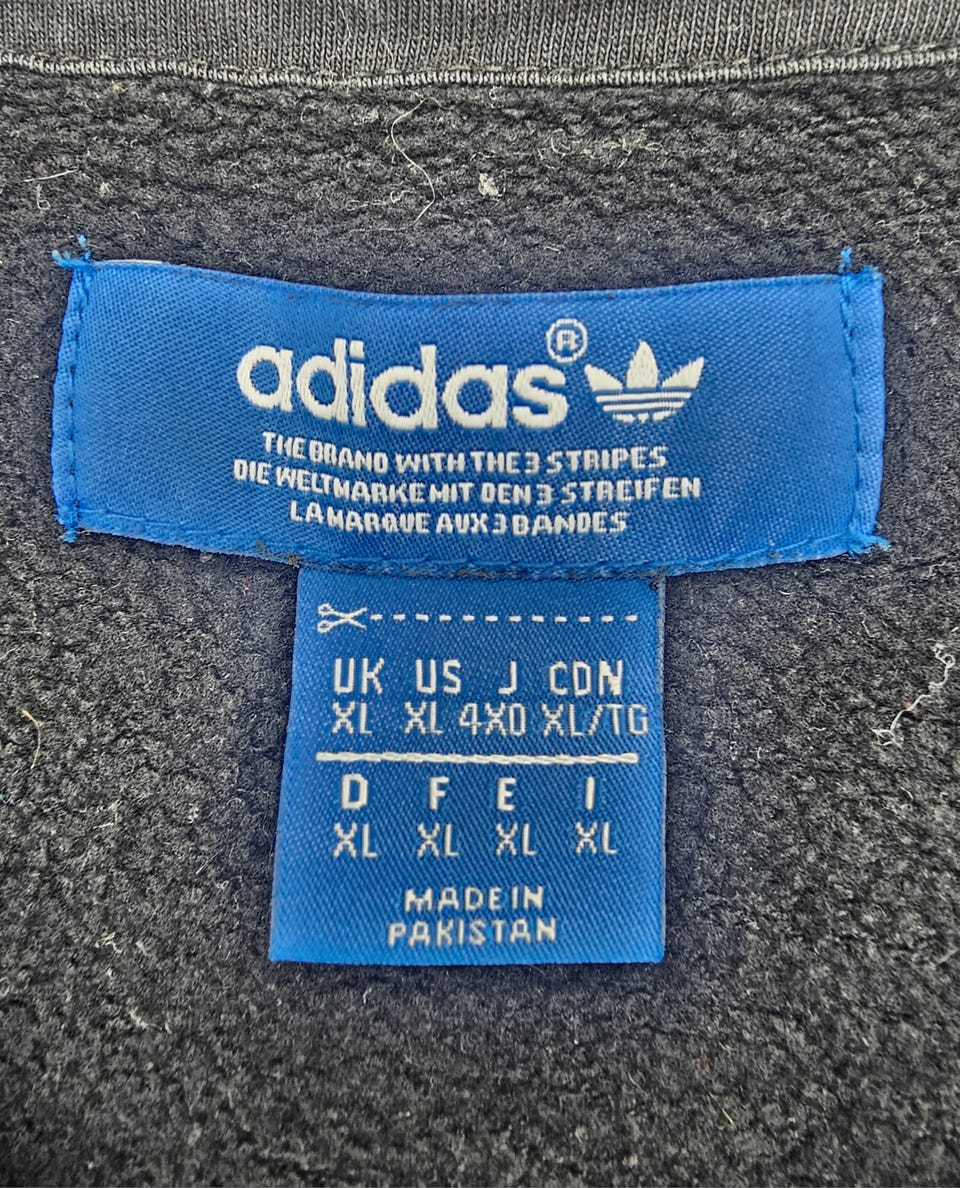 adidas®
THE BRAND WITH THE 3 STRIPES
DIE WELTMARKE MIT DEN 3 STREIFEN
LA MARQUE AUX 3 BANDES
UK US J CDN
XL XL 4XO XL/TG
D F E I
XL XL XL XL
MADE IN
PAKISTAN